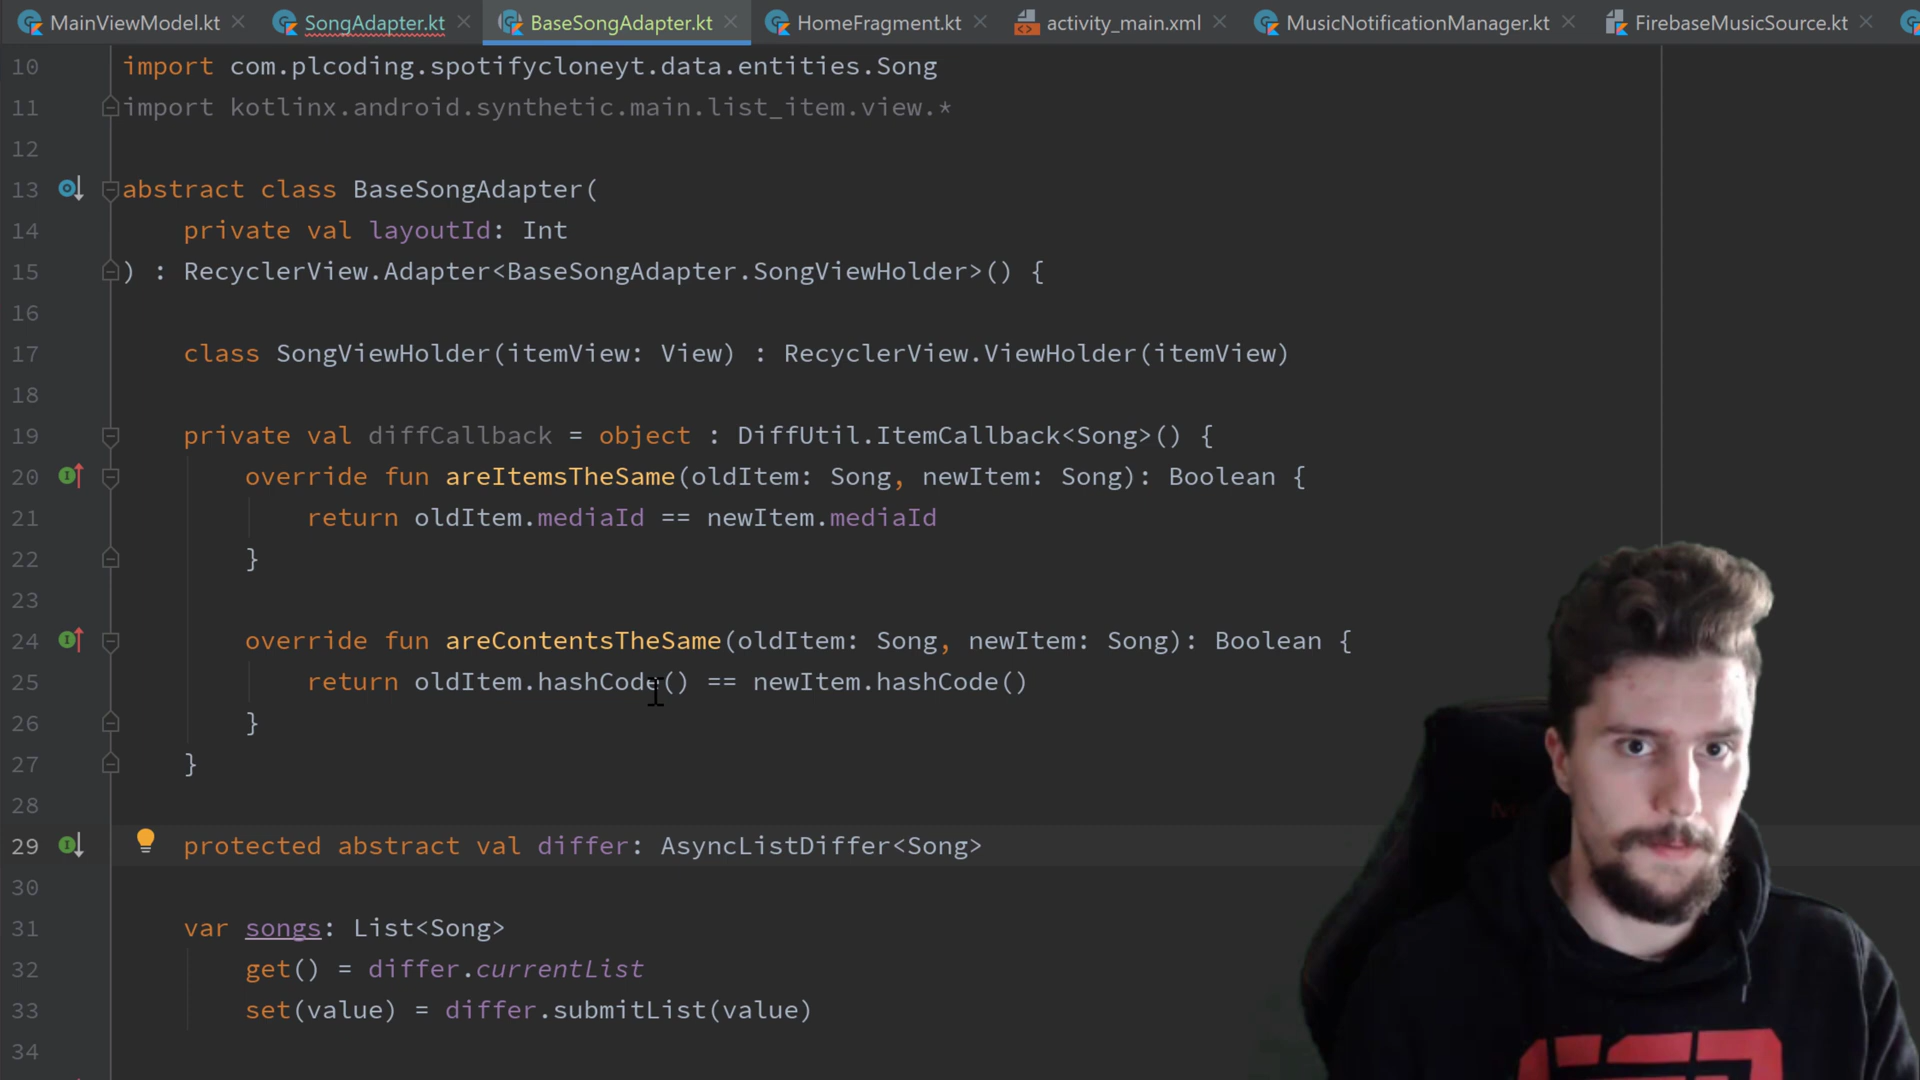 MainViewModel.kt SongAdapter.kt BaseSongAdapter.kt HomeFragment.kt activity_main.xml MusicNotificationManager.kt FirebaseMusicSource.kt
10 import com.plcoding.spotifycloneyt.data.entities.Song
11 import kotlinx.android.synthetic.main.list_item.view.*
12
13 abstract class BaseSongAdapter(
14 private val layoutId: Int
15 ) : RecyclerView.Adapter<BaseSongAdapter.SongViewHolder>() {
16
17 class SongViewHolder(itemView: View) : RecyclerView.ViewHolder(itemView)
18
19 private val diffCallback = object : DiffUtil.ItemCallback<Song>() {
20 override fun areItemsTheSame(oldItem: Song, newItem: Song): Boolean {
21 return oldItem.mediaId == newItem.mediaId
22 }
23
24 override fun areContentsTheSame(oldItem: Song, newItem: Song): Boolean {
25 return oldItem.hashCode() == newItem.hashCode()
26 }
27 }
28
29 protected abstract val differ: AsyncListDiffer<Song>
30
31 var songs: List<Song>
32 get() = differ.currentList
33 set(value) = differ.submitList(value)
34